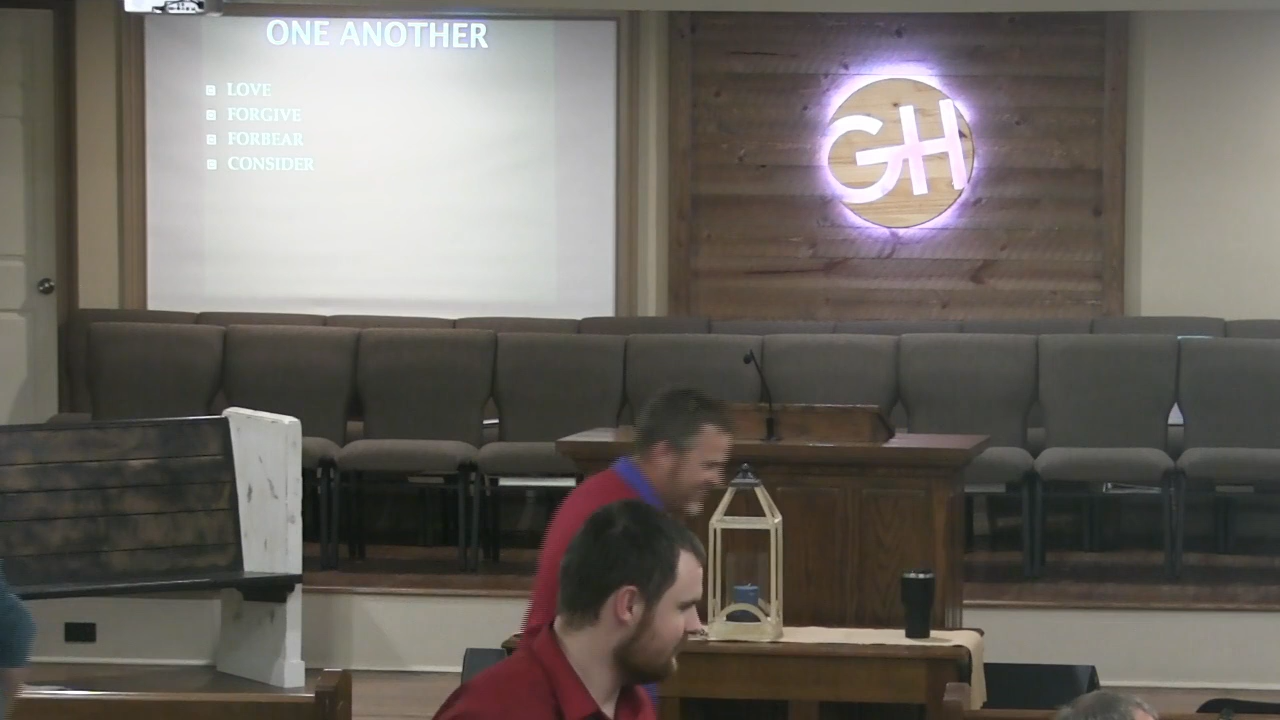 ONE ANOTHER
LOVE
FORGIVE
FORBEAR
CONSIDER
GH